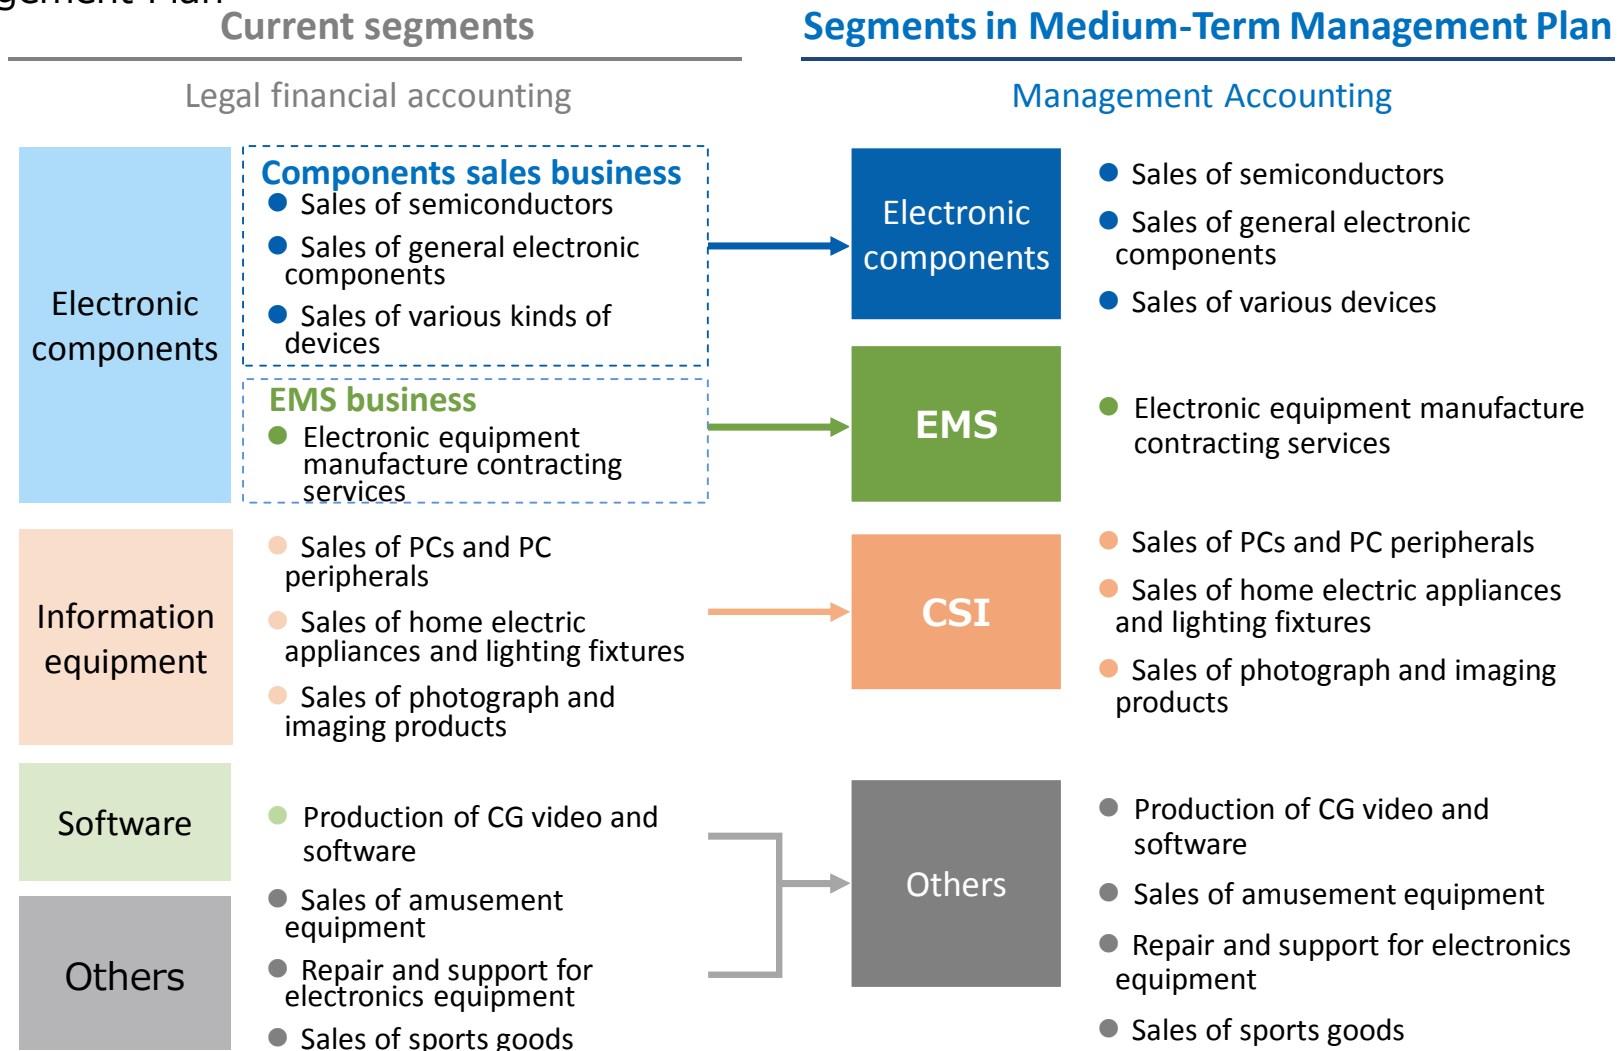 Current segments
Legal financial accounting
Electronic
components
Components sales business
● Sales of semiconductors
● Sales of general electronic
components
● Sales of various kinds of
devices
EMS business
● Electronic equipment
manufacture contracting
services
Information
equipment
● Sales of PCs and PC
peripherals
● Sales of home electric
appliances and lighting fixtures
● Sales of photograph and
imaging products
Software
● Production of CG video and
software
Others
● Sales of amusement
equipment
● Repair and support for
electronics equipment
● Sales of sports goods
Segments in Medium-Term Management Plan
Management Accounting
Electronic
components
● Sales of semiconductors
● Sales of general electronic
components
● Sales of various devices
EMS
● Electronic equipment manufacture
contracting services
CSI
● Sales of PCs and PC peripherals
● Sales of home electric appliances
and lighting fixtures
● Sales of photograph and imaging
products
Others
● Production of CG video and
software
● Sales of amusement equipment
● Repair and support for electronics
equipment
● Sales of sports goods